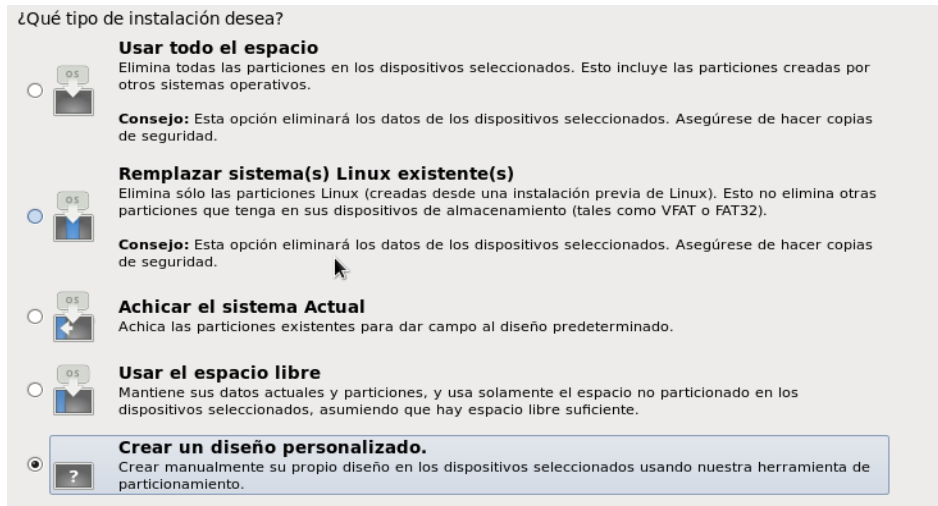 ¿Qué tipo de instalación desea?
Usar todo el espacio
Elimina todas las particiones en los dispositivos seleccionados. Esto incluye las particiones creadas por
otros sistemas operativos.
Consejo: Esta opción eliminará los datos de los dispositivos seleccionados. Asegúrese de hacer copias
de seguridad.
OS
Remplazar sistema(s) Linux existente(s)
Elimina sólo las particiones Linux (creadas desde una instalación previa de Linux). Esto no elimina otras
particiones que tenga en sus dispositivos de almacenamiento (tales como VFAT o FAT32).
Consejo: Esta opción eliminará los datos de los dispositivos seleccionados. Asegúrese de hacer copias
de seguridad.
OS
Achicar el sistema Actual
Achica las particiones existentes para dar campo al diseño predeterminado.
OS
Usar el espacio libre
Mantiene sus datos actuales y particiones, y usa solamente el espacio no particionado en los
dispositivos seleccionados, asumiendo que hay espacio libre suficiente.
OS
Crear un diseño personalizado.
Crear manualmente su propio diseño en los dispositivos seleccionados usando nuestra herramienta de
particionamiento.
?